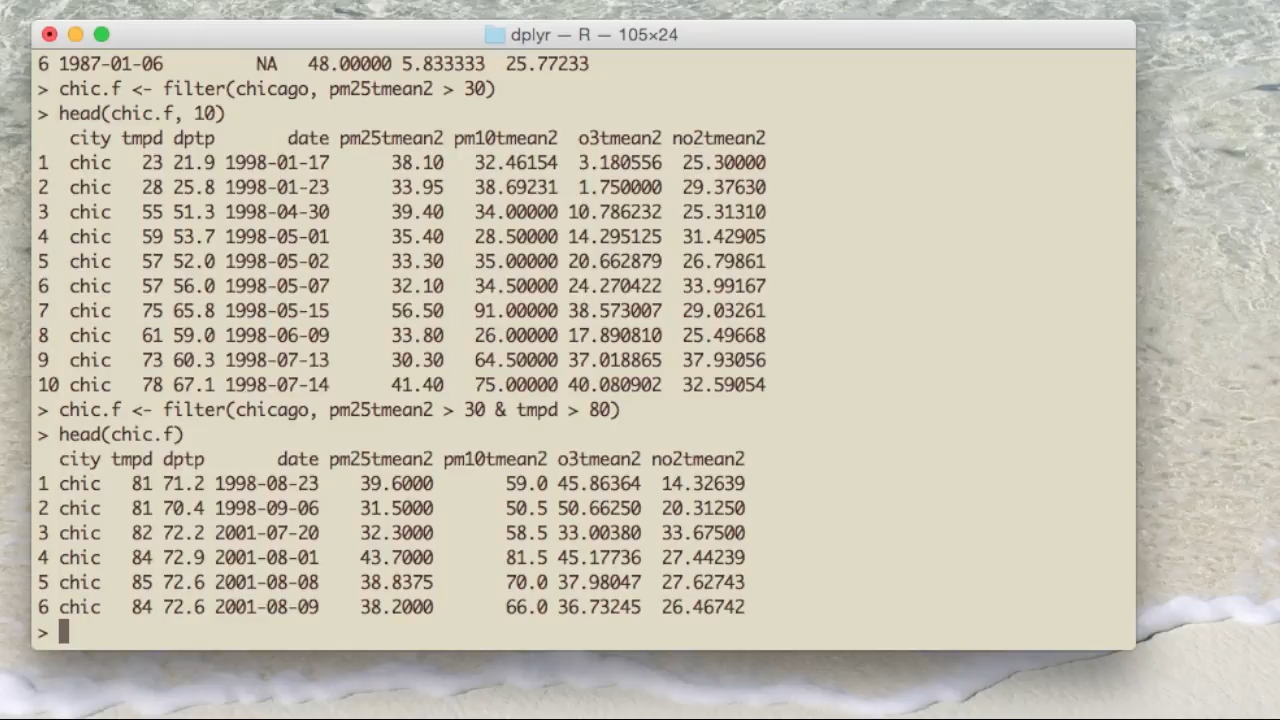 dplyr — R — 105×24
6 1987-01-06         NA   48.00000 5.833333  25.77233
> chic.f <- filter(chicago, pm25tmean2 > 30)
> head(chic.f, 10)
   city tmpd dptp       date pm25tmean2 pm10tmean2  o3tmean2 no2tmean2
1  chic   23 21.9 1998-01-17      38.10   32.46154  3.180556  25.30000
2  chic   28 25.8 1998-01-23      33.95   38.69231  1.750000  29.37630
3  chic   55 51.3 1998-04-30      39.40   34.00000 10.786232  25.31310
4  chic   59 53.7 1998-05-01      35.40   28.50000 14.295125  31.42905
5  chic   57 52.0 1998-05-02      33.30   35.00000 20.662879  26.79861
6  chic   57 56.0 1998-05-07      32.10   34.50000 24.270422  33.99167
7  chic   75 65.8 1998-05-15      56.50   91.00000 38.573007  29.03261
8  chic   61 59.0 1998-06-09      33.80   26.00000 17.890810  25.49668
9  chic   73 60.3 1998-07-13      30.30   64.50000 37.018865  37.93056
10 chic   78 67.1 1998-07-14      41.40   75.00000 40.080902  32.59054
> chic.f <- filter(chicago, pm25tmean2 > 30 & tmpd > 80)
> head(chic.f)
  city tmpd dptp       date pm25tmean2 pm10tmean2 o3tmean2 no2tmean2
1 chic   81 71.2 1998-08-23    39.6000       59.0 45.86364  14.32639
2 chic   81 70.4 1998-09-06    31.5000       50.5 50.66250  20.31250
3 chic   82 72.2 2001-07-20    32.3000       58.5 33.00380  33.67500
4 chic   84 72.9 2001-08-01    43.7000       81.5 45.17736  27.44239
5 chic   85 72.6 2001-08-08    38.8375       70.0 37.98047  27.62743
6 chic   84 72.6 2001-08-09    38.2000       66.0 36.73245  26.46742
>